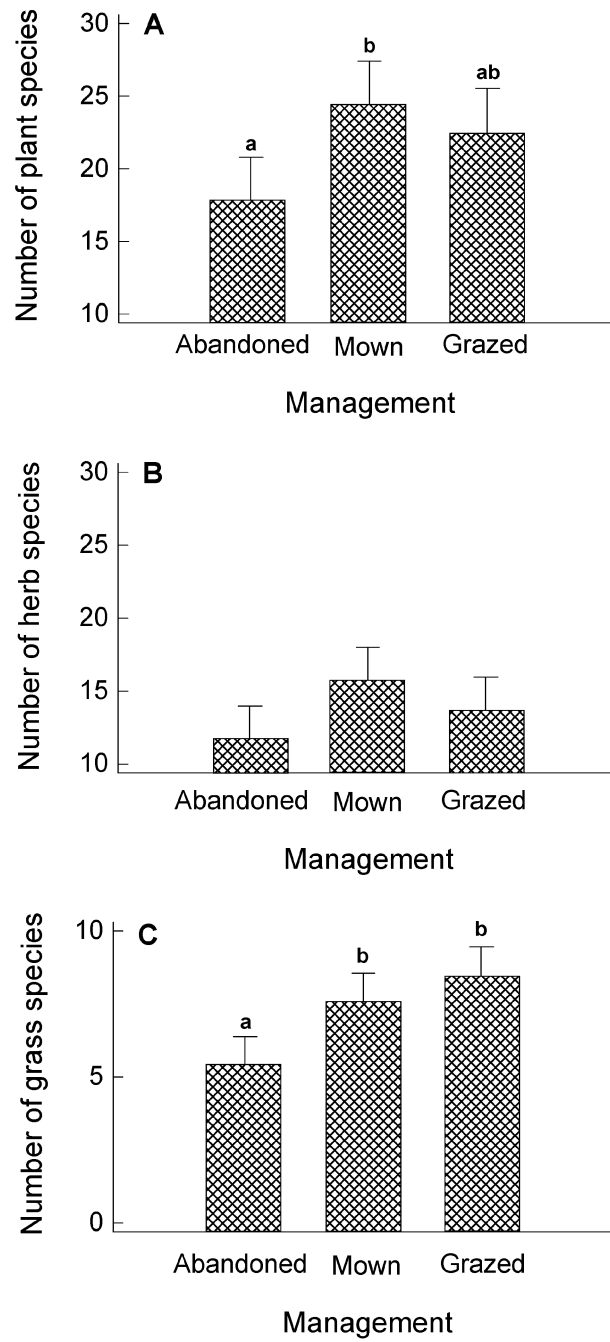 A
Number of plant species
30
25
20
15
10
a
b
ab
Abandoned Mown Grazed
Management
B
Number of herb species
30
25
20
15
10
Abandoned Mown Grazed
Management
C
Number of grass species
10
5
0
a
b
b
Abandoned Mown Grazed
Management